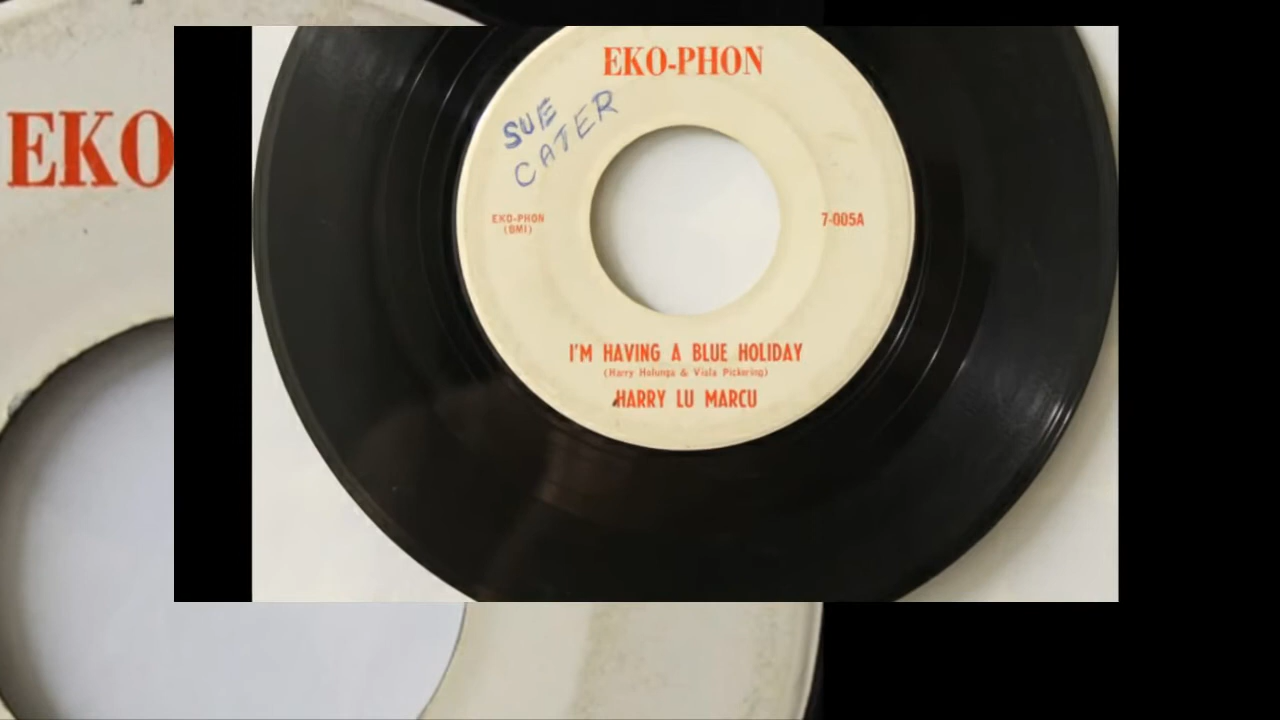 EKO
EKO-PHON
SUE
CATER
EKO-PHON
(BMI)
7-005A
I'M HAVING A BLUE HOLIDAY
(Harry Holunga & Viola Pickering)
HARRY LU MARCU